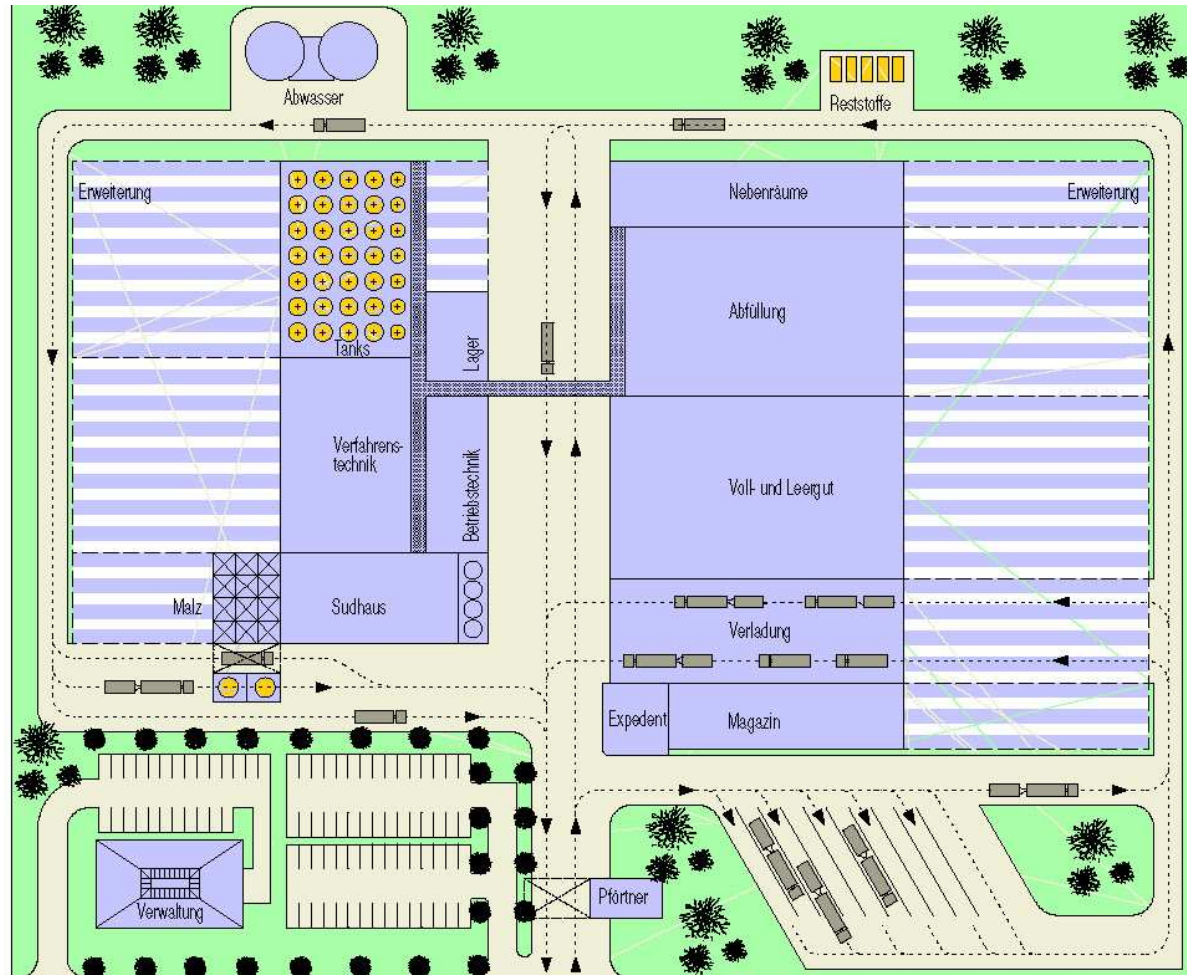 Abwasser
Reststoffe
Erweiterung
Nebenräume
Erweiterung
Abfüllung
Tanks
Lager
Verfahrens-
technik
Betriebstechnik
Voll- und Leergut
Malz
Sudhaus
Verladung
Expedient
Magazin
Verwaltung
Pförtner